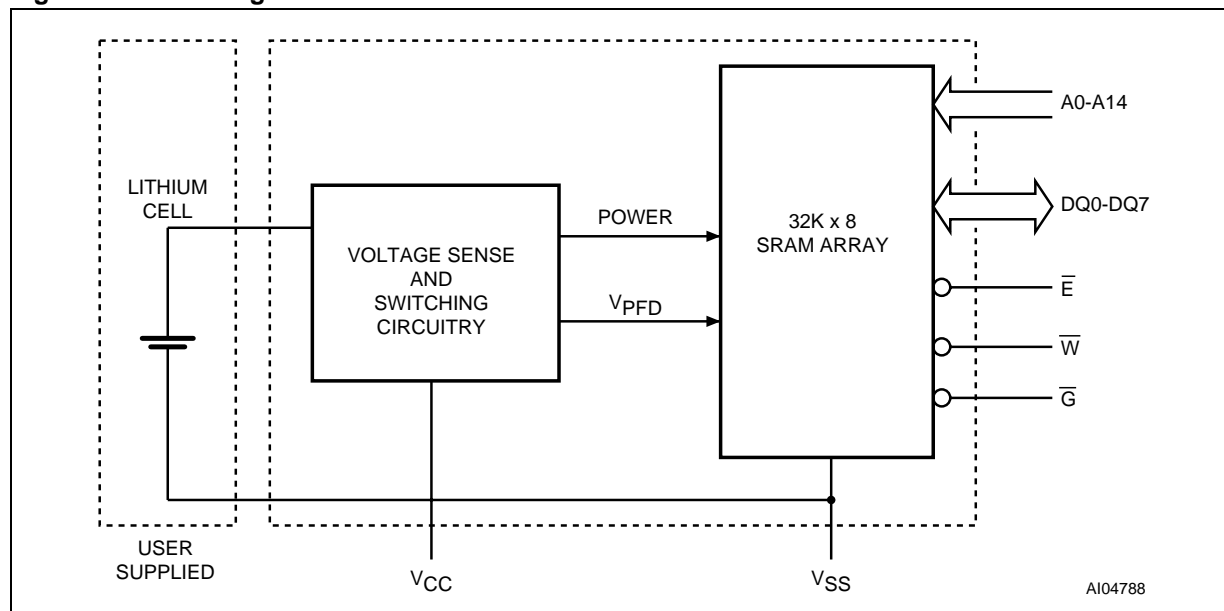 LITHIUM
CELL
VOLTAGE SENSE
AND
SWITCHING
CIRCUITRY
POWER
VPFD
32K x 8
SRAM ARRAY
A0-A14
DQ0-DQ7
E̅
W̅
G̅
USER
SUPPLIED
VCC
VSS
AI04788